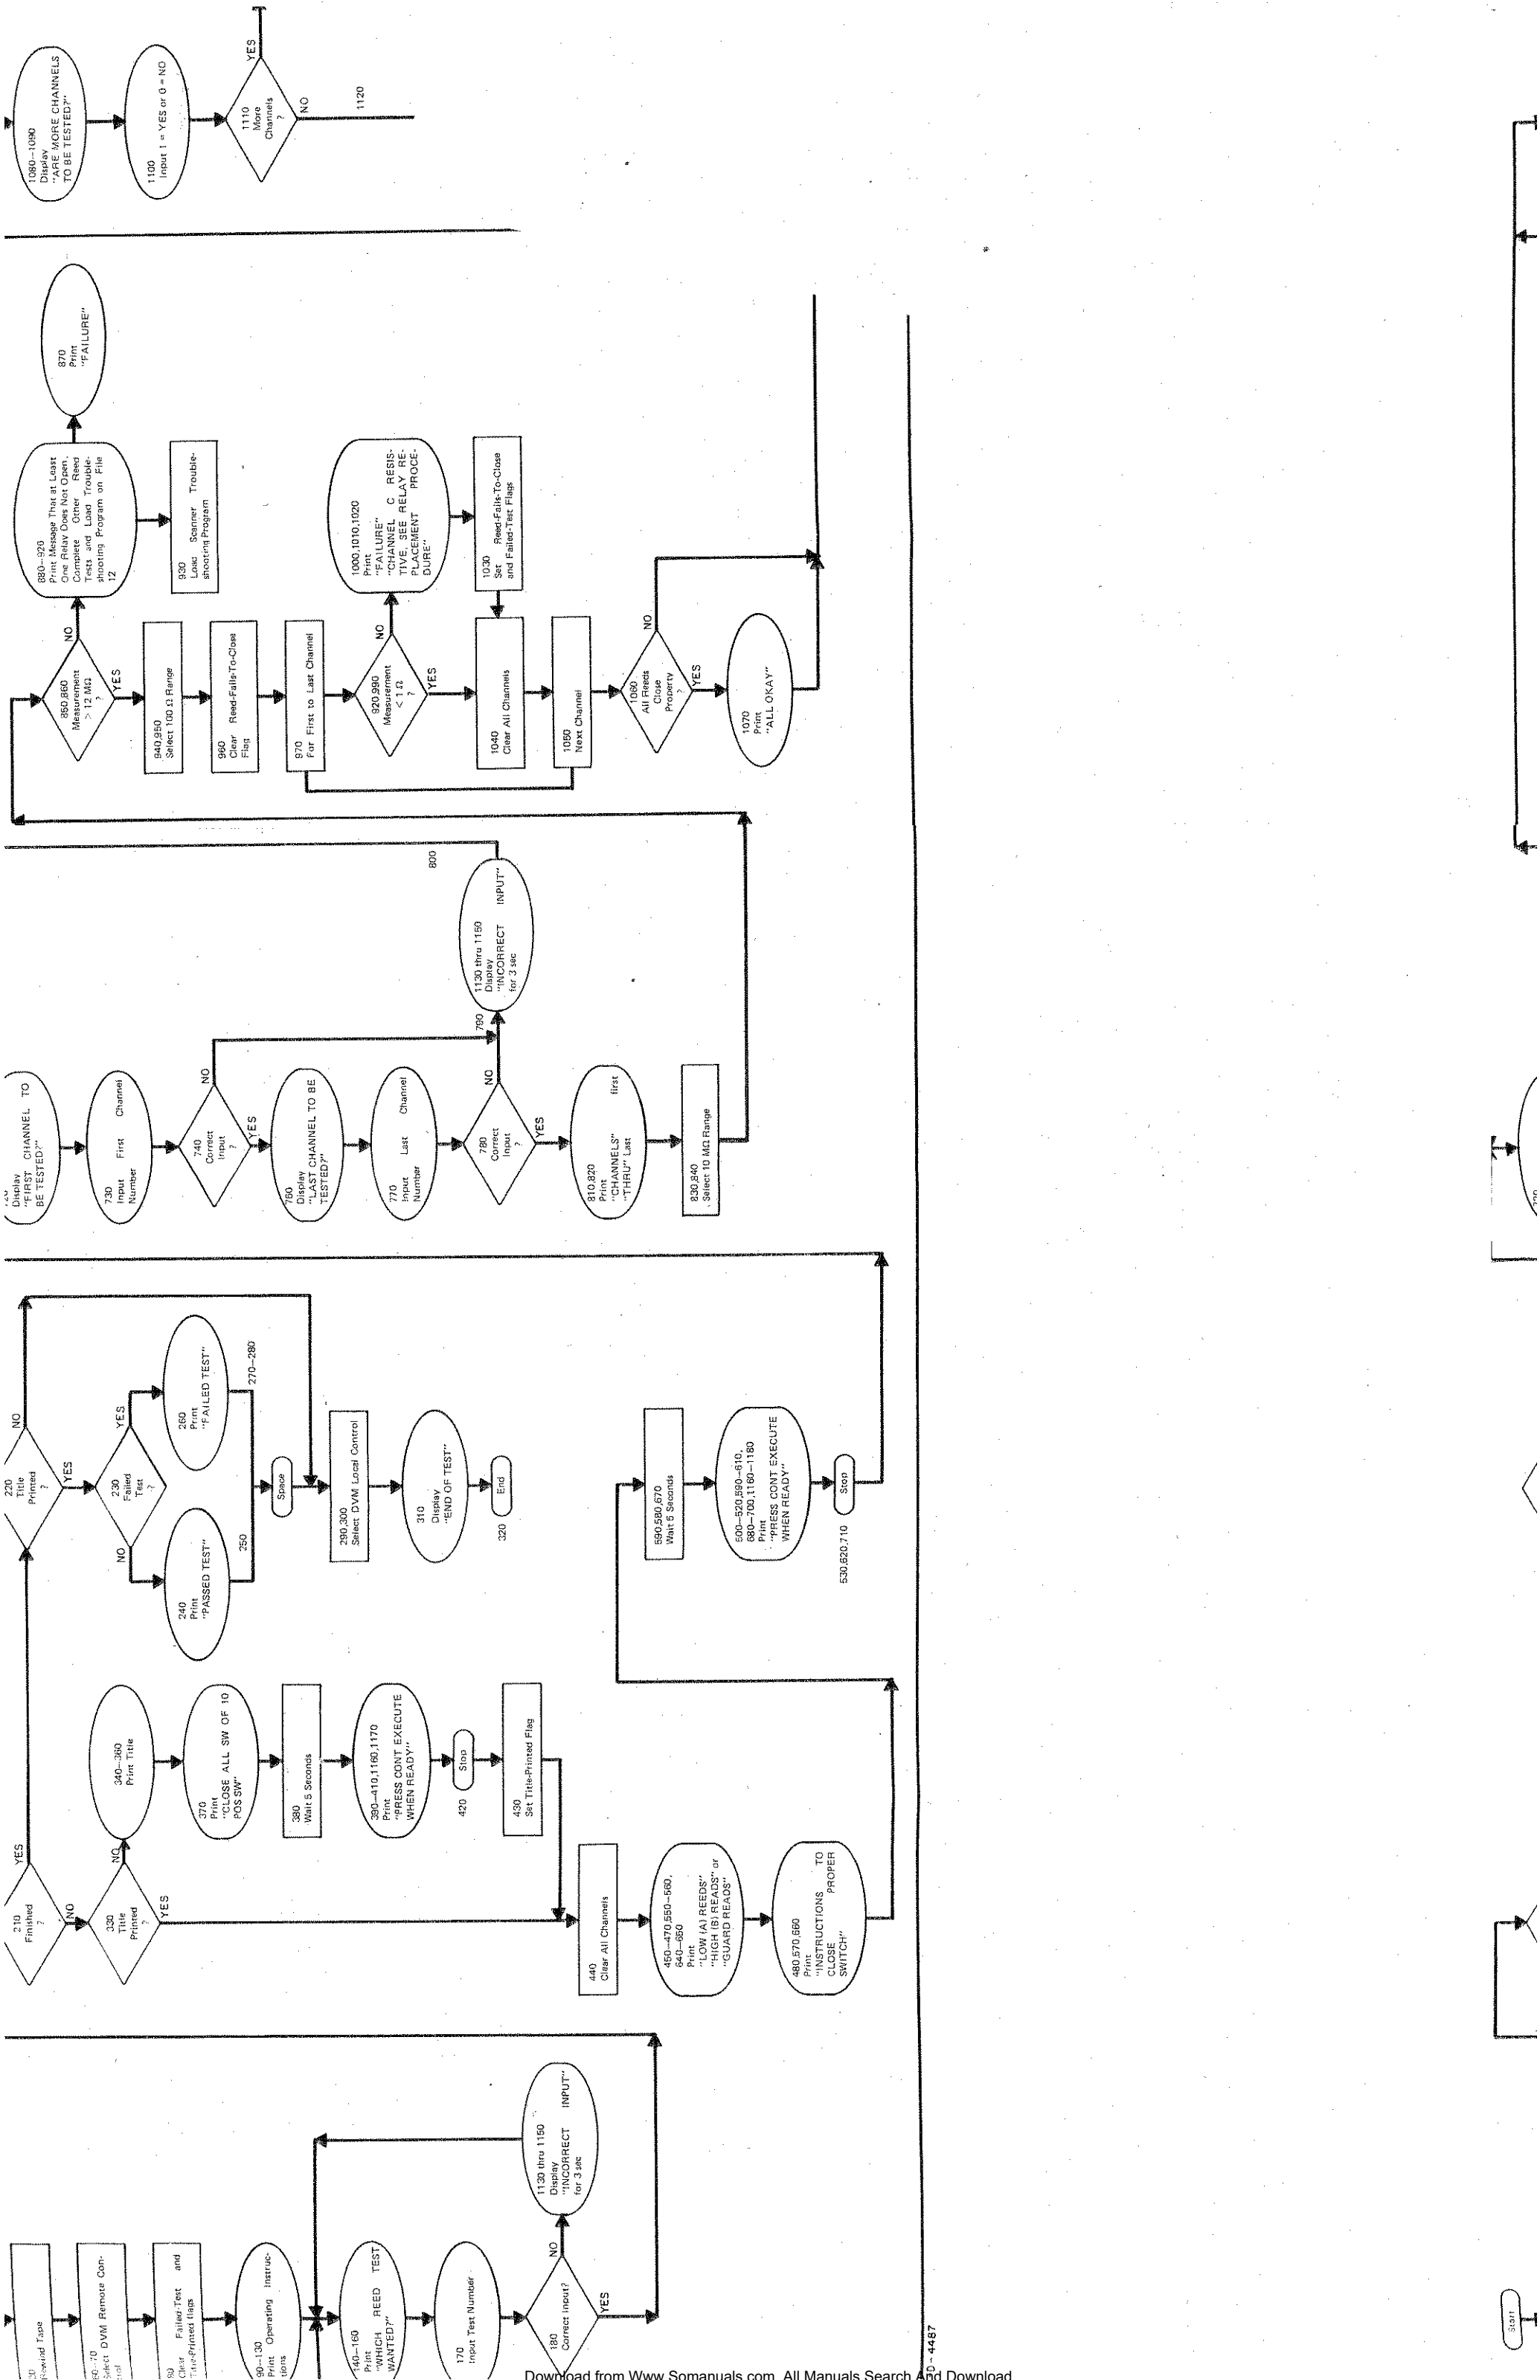 Rewind Tape
DVM Remote Con-
Clear Failed-Test and
Title-Printed flags
90–130
Print Operating Instruc-
tions
140–160
Print
"WHICH REED TEST
WANTED?"
170
Input Test Number
180
Correct Input?
NO
YES
1130 thru 1150
Display
"INCORRECT INPUT"
for 3 sec
210
Finished
?
YES
NO
330
Title
Printed
?
NO
YES
340–360
Print Title
370
Print
"CLOSE ALL SW OF 10
POS SW"
380
Wait 5 Seconds
390–410,1160,1170
Print
"PRESS CONT EXECUTE
WHEN READY"
Stop
420
430
Set Title-Printed Flag
440
Clear All Channels
450–470,550–560,
640–650
Print
"LOW (A) REEDS"
"HIGH (B) READS" or
"GUARD READS"
480,570,660
Print
"INSTRUCTIONS TO
CLOSE PROPER
SWITCH"
220
Title
Printed
?
NO
YES
230
Failed
Test
?
NO
YES
240
Print
"PASSED TEST"
250
260
Print
"FAILED TEST"
270–280
Space
290,300
Select DVM Local Control
310
Display
"END OF TEST"
End
320
590,580,670
Wait 5 Seconds
500–520,590–610,
680–700,1160–1180
Print
"PRESS CONT EXECUTE
WHEN READY"
Stop
530,620,710
Display
"FIRST CHANNEL TO
BE TESTED?"
730
Input First Channel
Number
740
Correct
Input
?
NO
YES
760
Display
"LAST CHANNEL TO BE
TESTED?"
770
Input Last Channel
Number
780
Correct
Input
?
NO
790
YES
1130 thru 1150
Display
"INCORRECT INPUT"
for 3 sec
800
810,820
Print
"CHANNELS" first
"THRU" Last
830,840
Select 10 MΩ Range
850,860
Measurement
> 12 MΩ
?
NO
YES
880–920
Print Message That at Least
One Relay Does Not Open.
Complete Other Reed
Tests and Load Trouble-
shooting Program on File
12
870
Print
"FAILURE"
930
Load Scanner Trouble-
shooting Program
940,950
Select 100 Ω Range
960
Clear Reed-Fails-To-Close
Flag
970
For First to Last Channel
920,990
Measurement
< 1 Ω
?
NO
YES
1000,1010,1020
Print
"FAILURE"
"CHANNEL C RESIS-
TIVE, SEE RELAY RE-
PLACEMENT PROCE-
DURE"
1030
Set Reed-Fails-To-Close
and Failed-Test Flags
1040
Clear All Channels
1050
Next Channel
1060
All Reeds
Close
Property
?
NO
YES
1070
Print
"ALL OKAY"
1080–1090
Display
"ARE MORE CHANNELS
TO BE TESTED?"
1100
Input 1 = YES or 0 = NO
1110
More
Channels
?
YES
NO
1120
D-4487
Start
Download from Www.Somanuals.com. All Manuals Search And Download.